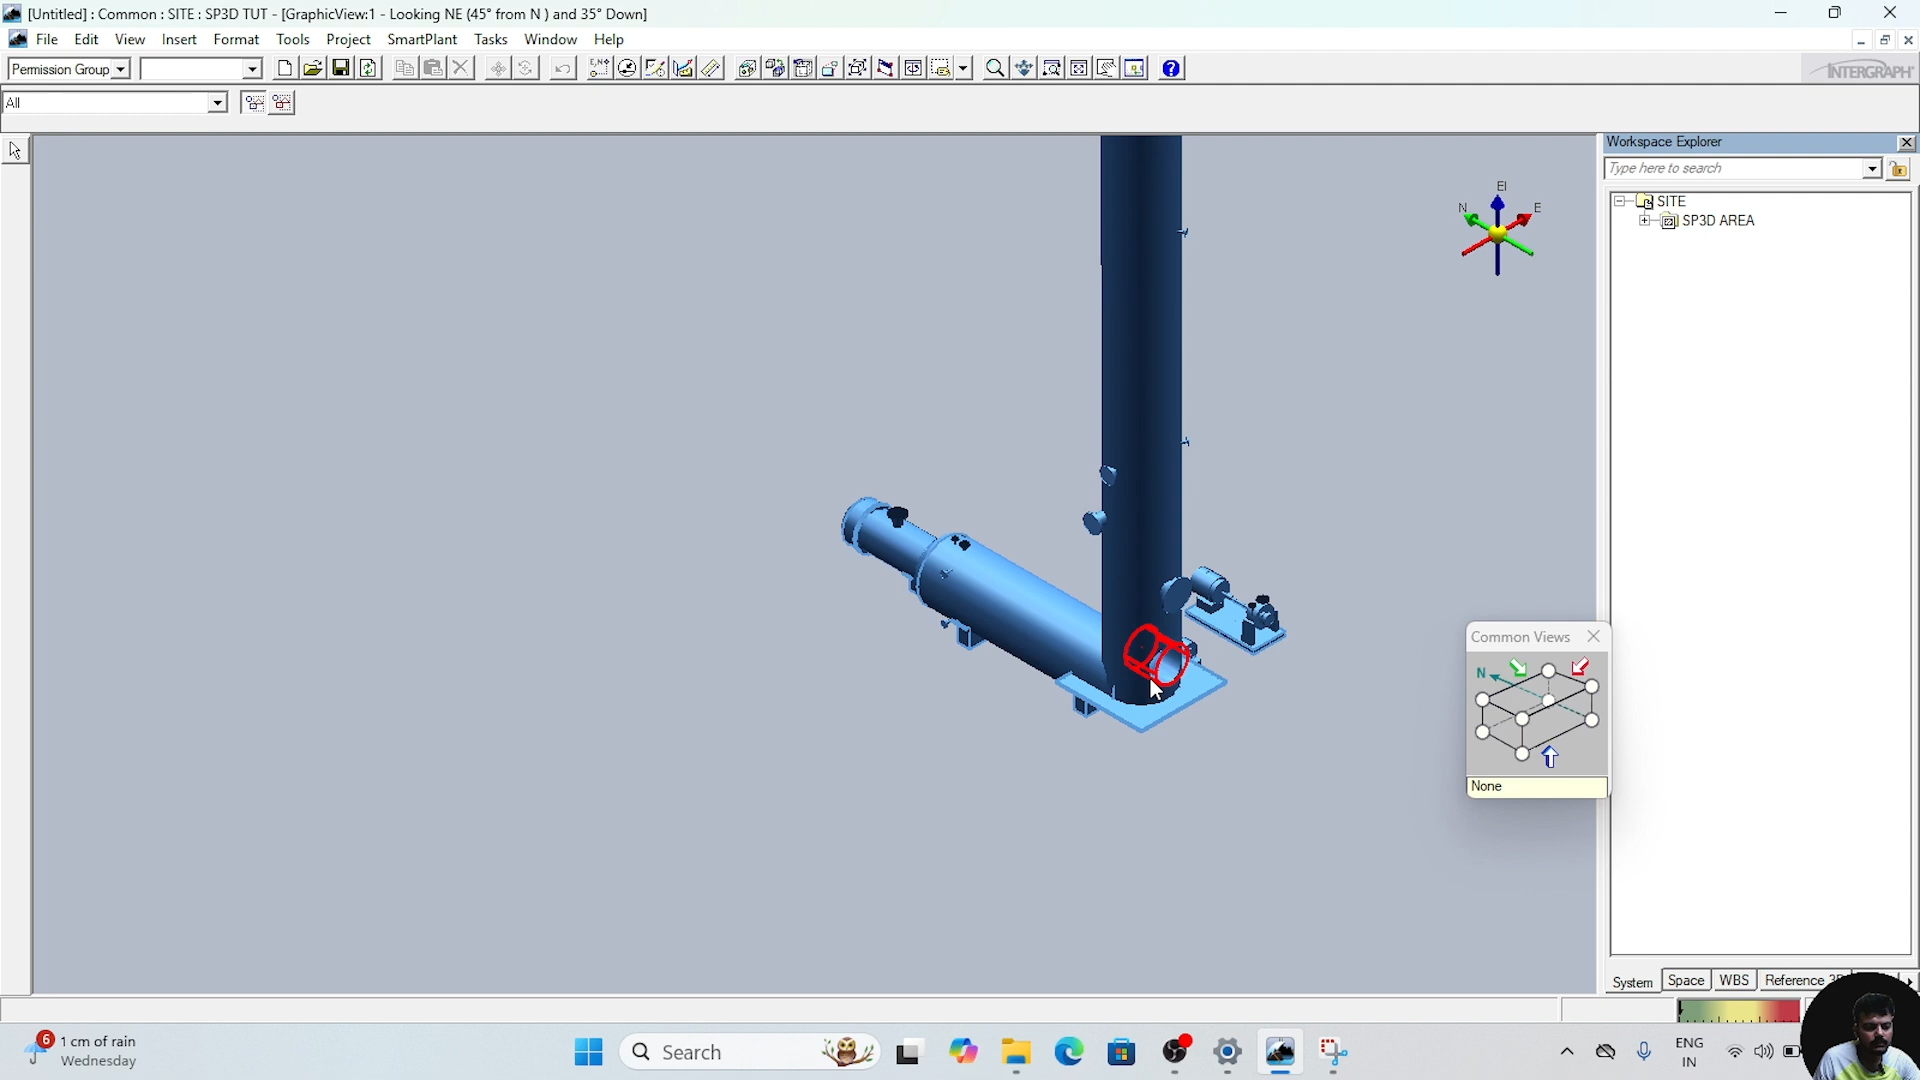 [Untitled] : Common : SITE : SP3D TUT - [GraphicView:1 - Looking NE (45° from N ) and 35° Down]
File Edit View Insert Format Tools Project SmartPlant Tasks Window Help
Permission Group
INTERGRAPH
All
Workspace Explorer
Type here to search
SITE
SP3D AREA
El
N
E
Common Views
N
None
System Space WBS Reference
6
1 cm of rain
Wednesday
Search
ENG
IN